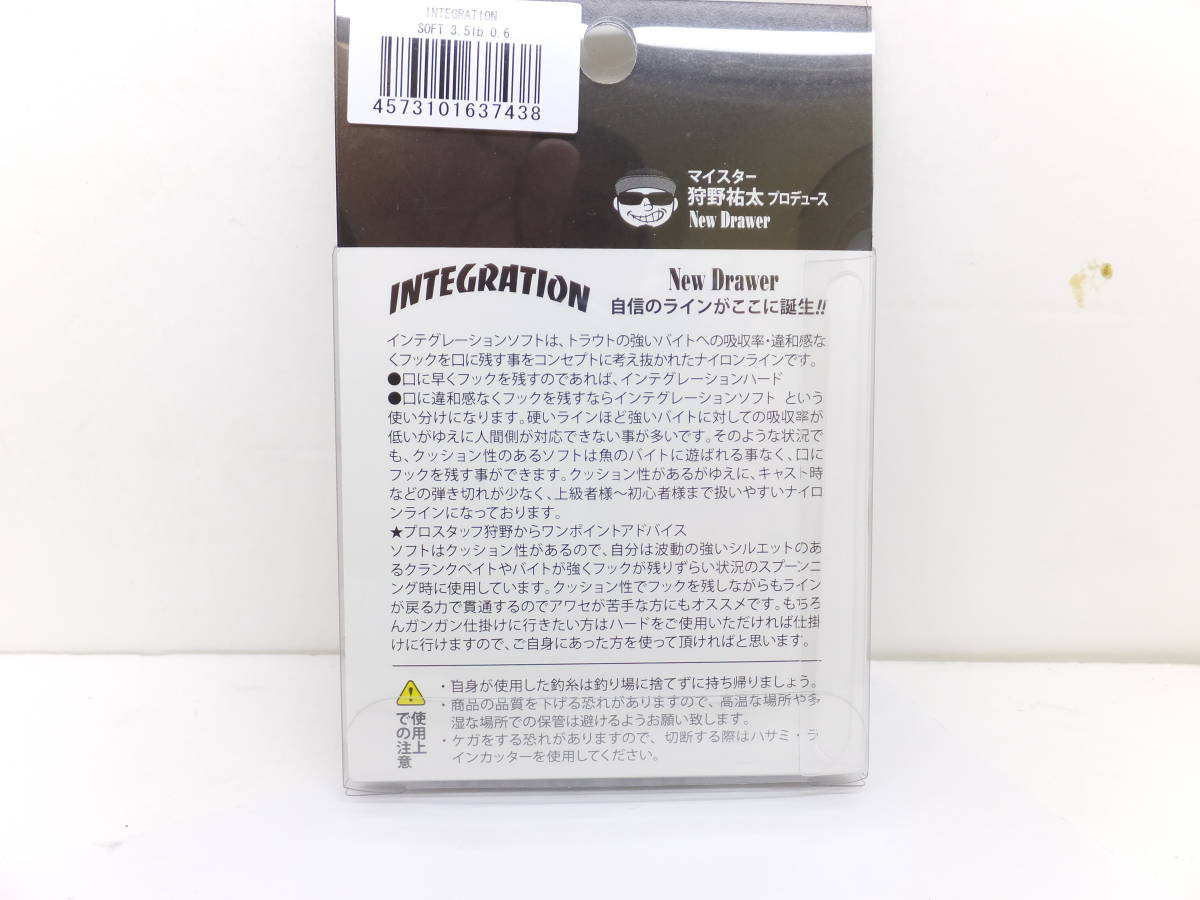 INTEGRATION
SOFT 3.5lb 0.6
4573101637438
マイスター
狩野祐太 プロデュース
New Drawer
INTEGRATION
New Drawer
自信のラインがここに誕生!!
インテグレーションソフトは、トラウトの強いバイトへの吸収率・違和感な
くフックを口に残す事をコンセプトに考え抜かれたナイロンラインです。
●口に早くフックを残すのであれば、インテグレーションハード
●口に違和感なくフックを残すならインテグレーションソフト という
使い分けになります。硬いラインほど強いバイトに対しての吸収率が
低いがゆえに人間側が対応できない事が多いです。そのような状況で
も、クッション性のあるソフトは魚のバイトに遊ばれる事なく、口に
フックを残す事ができます。クッション性があるがゆえに、キャスト時
などの弾き切れが少なく、上級者様～初心者様まで扱いやすいナイロ
ンラインになっております。
★プロスタッフ狩野からワンポイントアドバイス
ソフトはクッション性があるので、自分は波動の強いシルエットのあ
るクランクベイトやバイトが強くフックが残りずらい状況のスプーンニ
ング時に使用しています。クッション性でフックを残しながらもライン
が戻る力で貫通するのでアワセが苦手な方にもオススメです。もちろ
んガンガン仕掛けに行きたい方はハードをご使用いただければ仕掛
けに行けますので、ご自身にあった方を使って頂ければと思います。
使用上
での注意
・自身が使用した釣糸は釣り場に捨てずに持ち帰りましょう。
・商品の品質を下げる恐れがありますので、高温な場所や多
湿な場所での保管は避けるようお願い致します。
・ケガをする恐れがありますので、切断する際はハサミ・ラ
インカッターを使用してください。